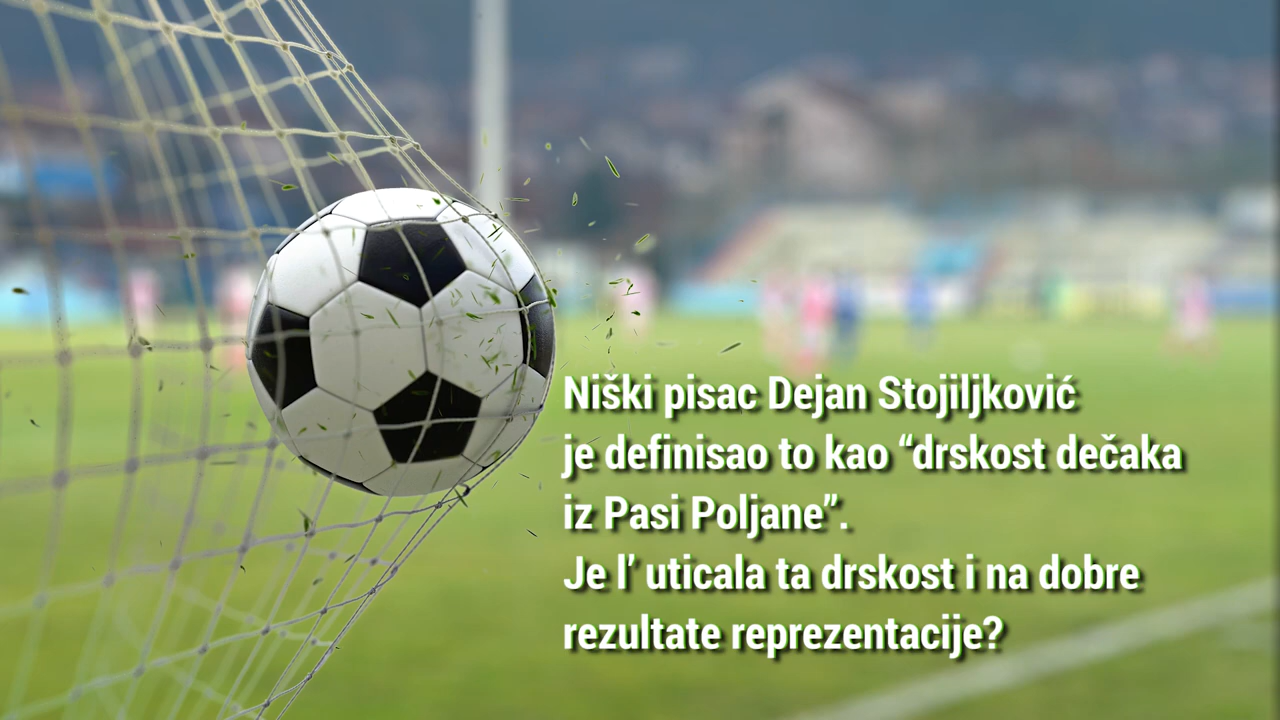 Niški pisac Dejan Stojiljković
je definisao to kao “drskost dečaka
iz Pasi Poljane”.
Je l’ uticala ta drskost i na dobre
rezultate reprezentacije?